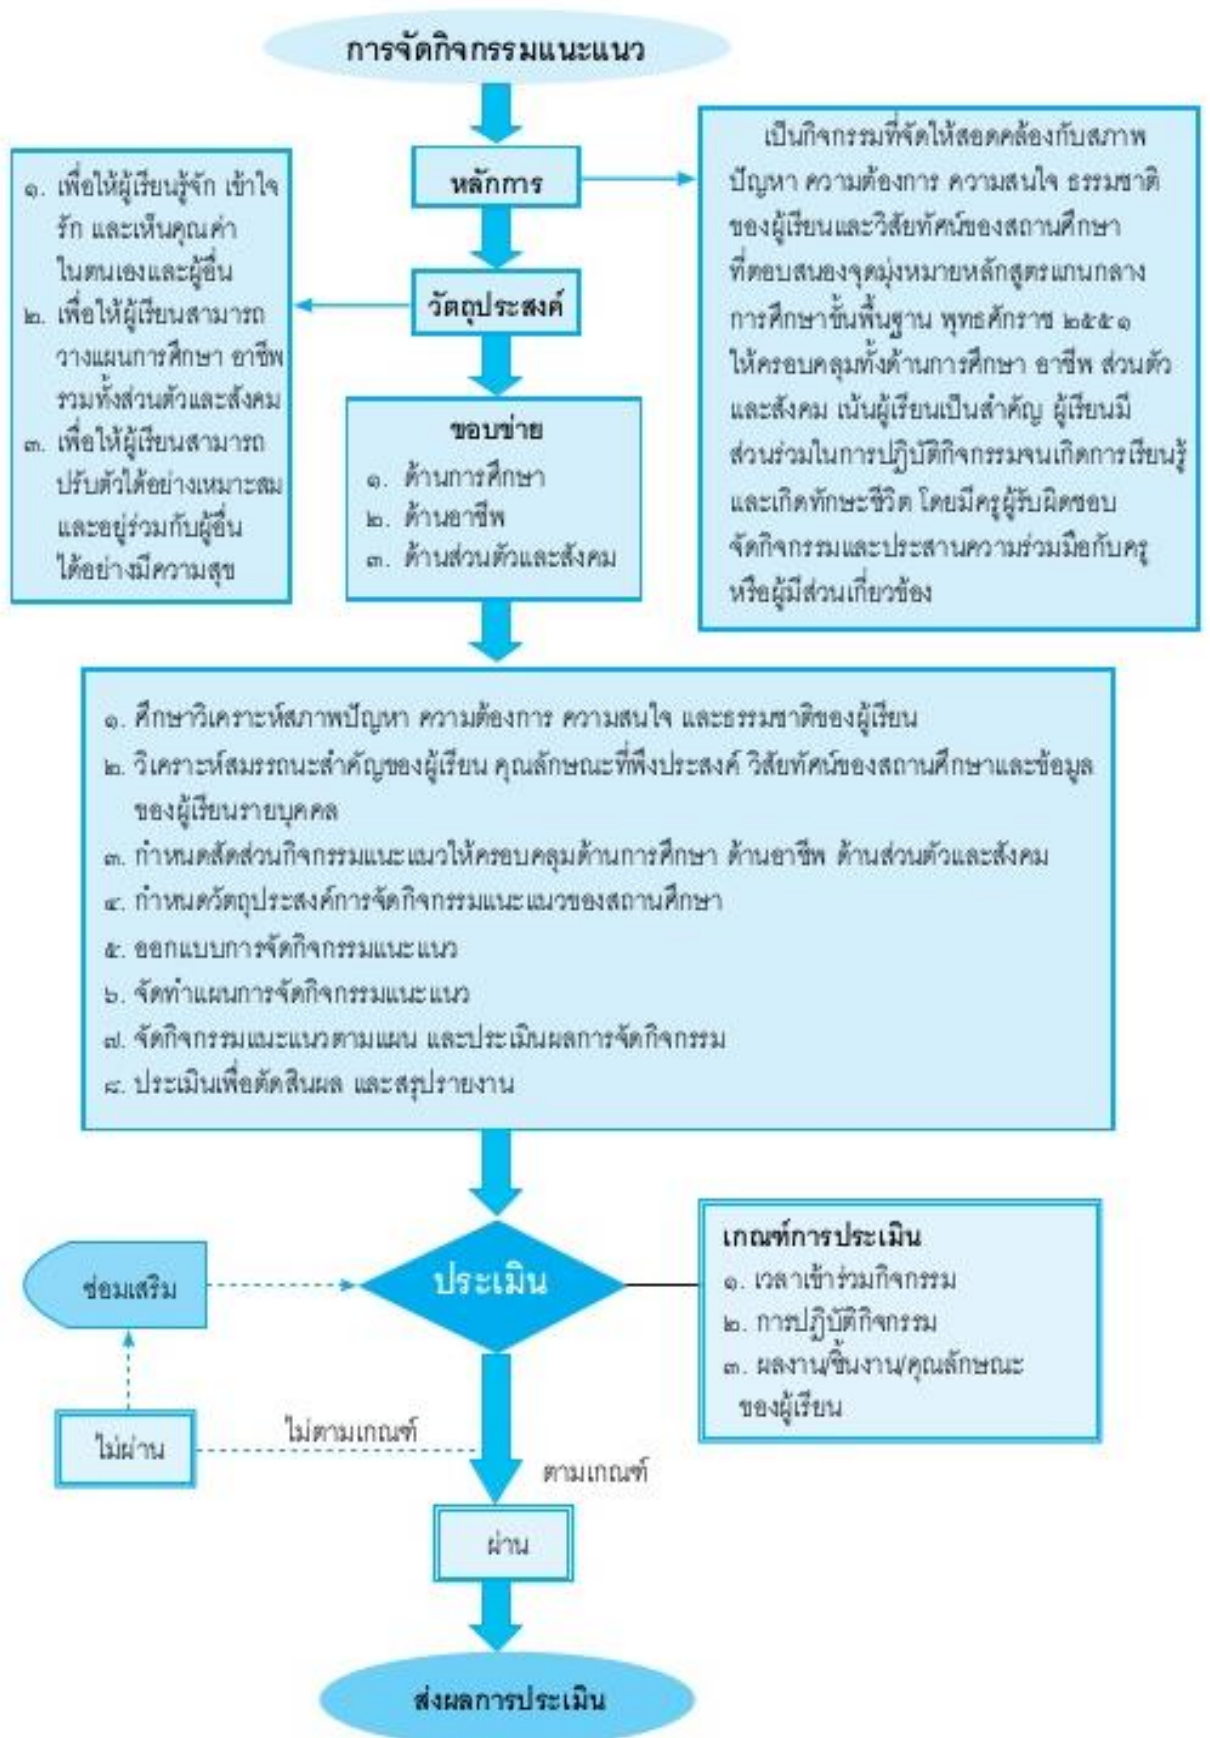 การจัดกิจกรรมแนะแนว
หลักการ
เป็นกิจกรรมที่จัดให้สอดคล้องกับสภาพ
ปัญหา ความต้องการ ความสนใจ ธรรมชาติ
ของผู้เรียนและวิสัยทัศน์ของสถานศึกษา
ที่ตอบสนองจุดมุ่งหมายหลักสูตรแกนกลาง
การศึกษาขั้นพื้นฐาน พุทธศักราช ๒๕๕๑
ให้ครอบคลุมทั้งด้านการศึกษา อาชีพ ส่วนตัว
และสังคม เน้นผู้เรียนเป็นสำคัญ ผู้เรียนมี
ส่วนร่วมในการปฏิบัติกิจกรรมจนเกิดการเรียนรู้
และเกิดทักษะชีวิต โดยมีครูผู้รับผิดชอบ
จัดกิจกรรมและประสานความร่วมมือกับครู
หรือผู้มีส่วนเกี่ยวข้อง
วัตถุประสงค์
๑. เพื่อให้ผู้เรียนรู้จัก เข้าใจ
รัก และเห็นคุณค่า
ในตนเองและผู้อื่น
๒. เพื่อให้ผู้เรียนสามารถ
วางแผนการศึกษา อาชีพ
รวมทั้งส่วนตัวและสังคม
๓. เพื่อให้ผู้เรียนสามารถ
ปรับตัวได้อย่างเหมาะสม
และอยู่ร่วมกับผู้อื่น
ได้อย่างมีความสุข
ขอบข่าย
๑. ด้านการศึกษา
๒. ด้านอาชีพ
๓. ด้านส่วนตัวและสังคม
๑. ศึกษาวิเคราะห์สภาพปัญหา ความต้องการ ความสนใจ และธรรมชาติของผู้เรียน
๒. วิเคราะห์สมรรถนะสำคัญของผู้เรียน คุณลักษณะที่พึงประสงค์ วิสัยทัศน์ของสถานศึกษาและข้อมูล
ของผู้เรียนรายบุคคล
๓. กำหนดสัดส่วนกิจกรรมแนะแนวให้ครอบคลุมด้านการศึกษา ด้านอาชีพ ด้านส่วนตัวและสังคม
๔. กำหนดวัตถุประสงค์การจัดกิจกรรมแนะแนวของสถานศึกษา
๕. ออกแบบการจัดกิจกรรมแนะแนว
๖. จัดทำแผนการจัดกิจกรรมแนะแนว
๗. จัดกิจกรรมแนะแนวตามแผน และประเมินผลการจัดกิจกรรม
๘. ประเมินเพื่อตัดสินผล และสรุปรายงาน
ประเมิน
เกณฑ์การประเมิน
๑. เวลาเข้าร่วมกิจกรรม
๒. การปฏิบัติกิจกรรม
๓. ผลงาน/ชิ้นงาน/คุณลักษณะ
ของผู้เรียน
ซ่อมเสริม
ไม่ผ่าน
ไม่ตามเกณฑ์
ตามเกณฑ์
ผ่าน
ส่งผลการประเมิน